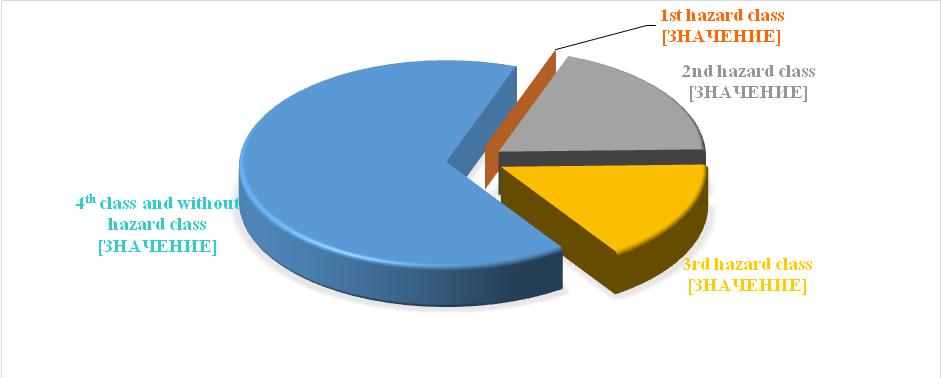 1st hazard class
[ЗНАЧЕНИЕ]
2nd hazard class
[ЗНАЧЕНИЕ]
4th class and without
hazard class
[ЗНАЧЕНИЕ]
3rd hazard class
[ЗНАЧЕНИЕ]